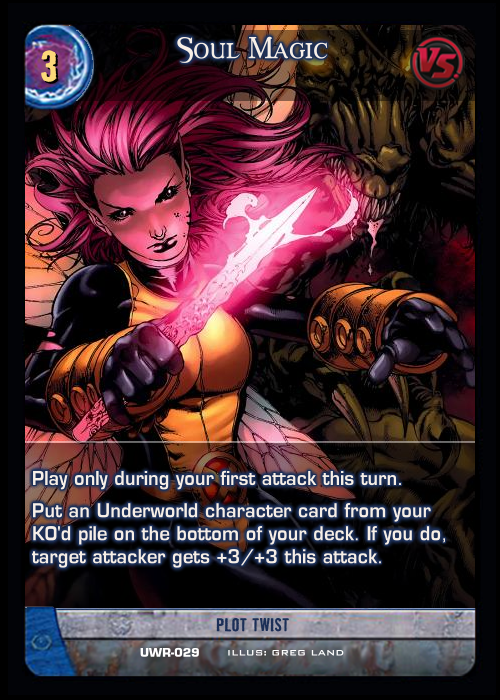 Soul Magic
3
VS.
Play only during your first attack this turn.
Put an Underworld character card from your
KO'd pile on the bottom of your deck. If you do,
target attacker gets +3/+3 this attack.
PLOT TWIST
UWR-029 ILLUS: GREG LAND